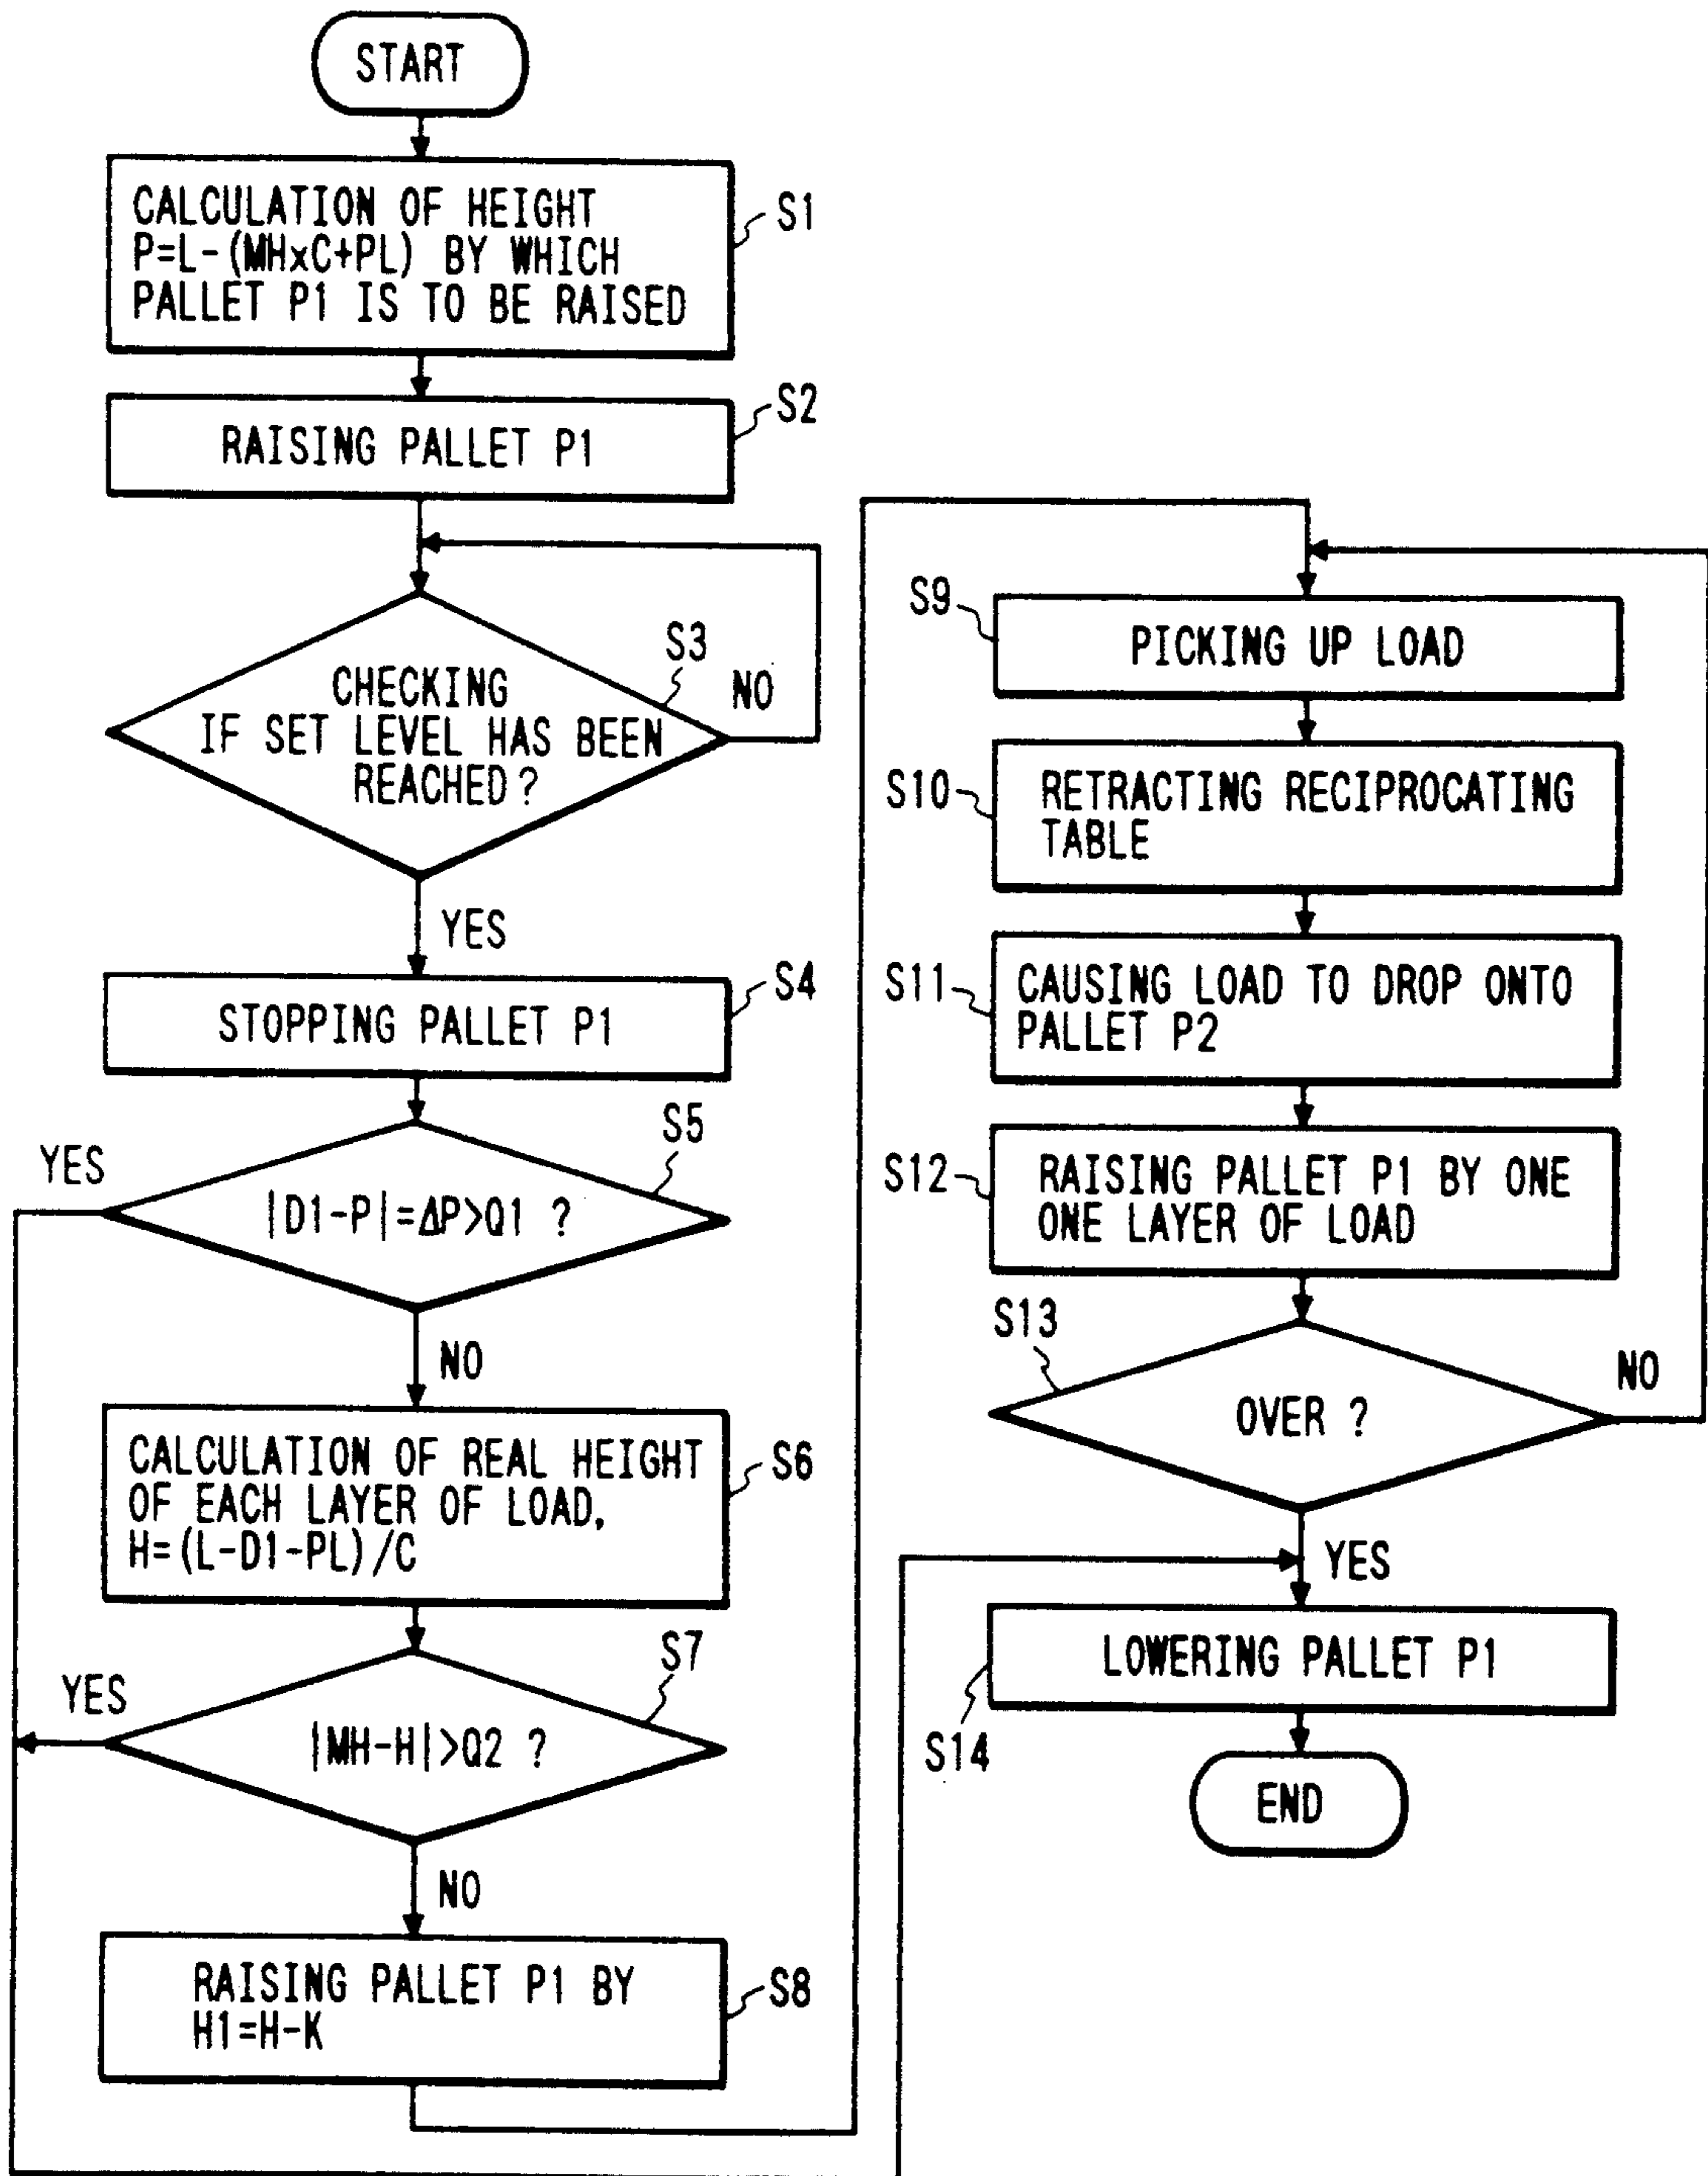 START
CALCULATION OF HEIGHT
P=L-(MHxC+PL) BY WHICH
PALLET P1 IS TO BE RAISED
S1
RAISING PALLET P1
S2
CHECKING
IF SET LEVEL HAS BEEN
REACHED?
S3
NO
YES
STOPPING PALLET P1
S4
|D1-P|=ΔP>Q1 ?
S5
YES
NO
CALCULATION OF REAL HEIGHT
OF EACH LAYER OF LOAD,
H=(L-D1-PL)/C
S6
|MH-H|>Q2 ?
S7
YES
NO
RAISING PALLET P1 BY
H1=H-K
S8
S9
PICKING UP LOAD
S10
RETRACTING RECIPROCATING
TABLE
S11
CAUSING LOAD TO DROP ONTO
PALLET P2
S12
RAISING PALLET P1 BY ONE
ONE LAYER OF LOAD
S13
OVER ?
NO
YES
LOWERING PALLET P1
S14
END